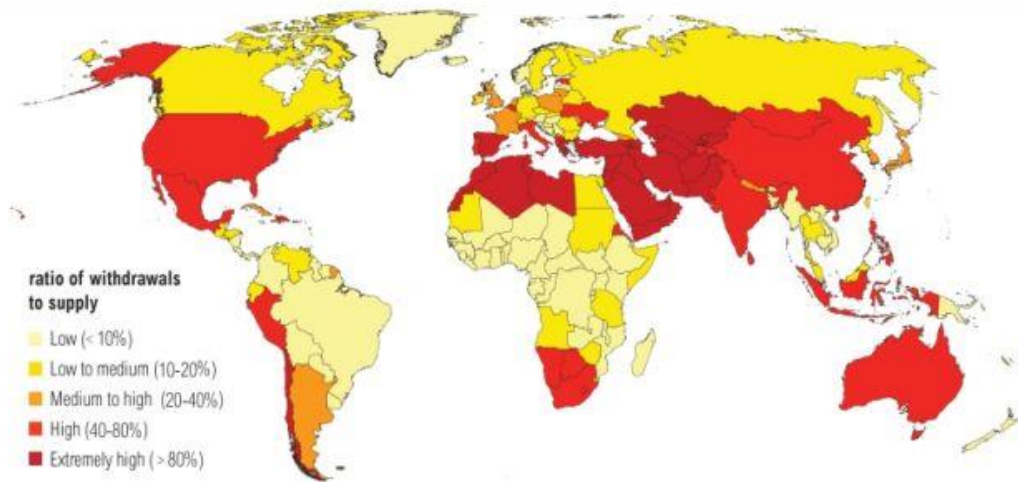 ratio of withdrawals
to supply
Low (< 10%)
Low to medium (10-20%)
Medium to high (20-40%)
High (40-80%)
Extremely high (> 80%)